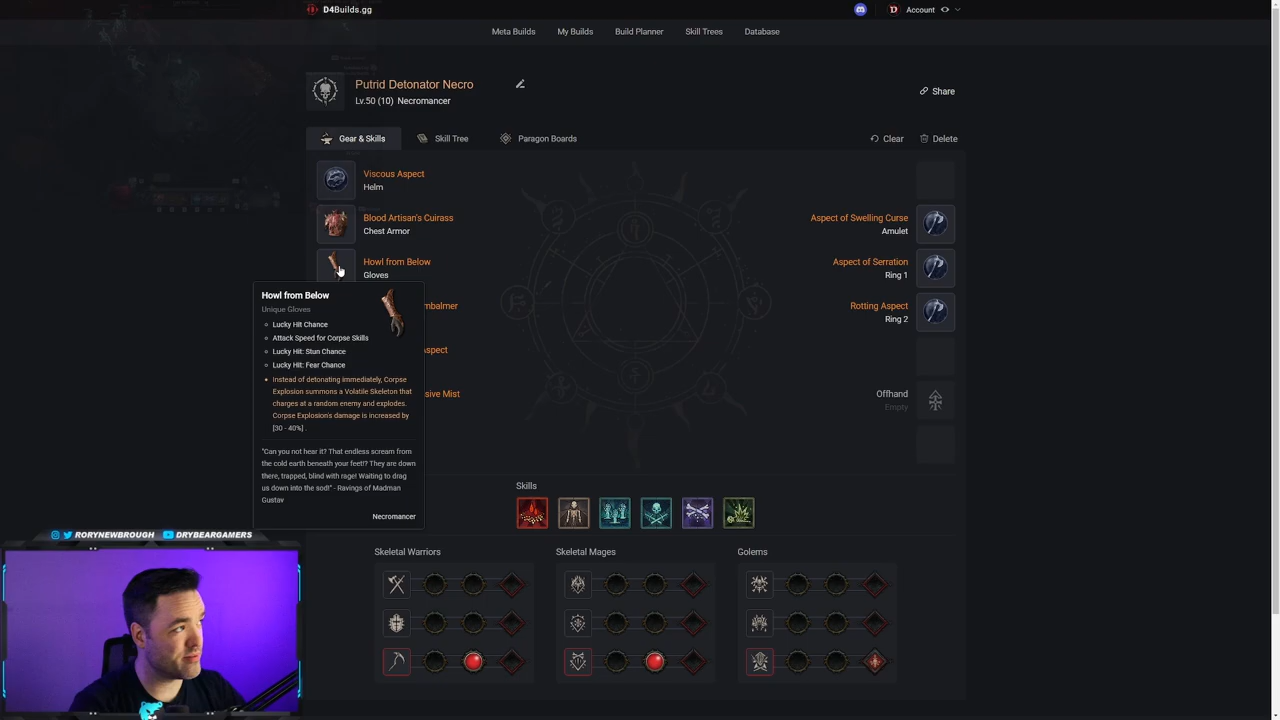 D4Builds.gg
Account
Meta Builds
My Builds
Build Planner
Skill Trees
Database
Putrid Detonator Necro
Lv.50 (10) Necromancer
Share
Gear & Skills
Skill Tree
Paragon Boards
Clear
Delete
Viscous Aspect
Helm
Blood Artisan's Cuirass
Chest Armor
Howl from Below
Gloves
mbalmer
spect
sive Mist
Aspect of Swelling Curse
Amulet
Aspect of Serration
Ring 1
Rotting Aspect
Ring 2
Offhand
Empty
Howl from Below
Unique Gloves
Lucky Hit Chance
Attack Speed for Corpse Skills
Lucky Hit: Stun Chance
Lucky Hit: Fear Chance
Instead of detonating immediately, Corpse
Explosion summons a Volatile Skeleton that
charges at a random enemy and explodes.
Corpse Explosion's damage is increased by
[30 - 40%] .
"Can you not hear it? That endless scream from
the cold earth beneath your feet!? They are down
there, trapped, blind with rage! Waiting to drag
us down into the sod!" - Ravings of Madman
Gustav
Necromancer
Skills
Skeletal Warriors
Skeletal Mages
Golems
RORYNEWBROUGH
DRYBEARGAMERS